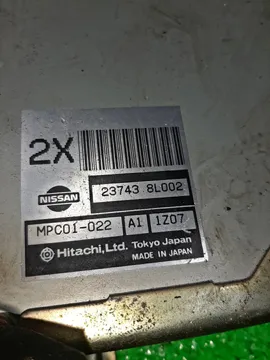 2X
NISSAN
23743 8L002
MPC01-022 A1 1Z07
Hitachi, Ltd. Tokyo Japan
MADE IN JAPAN